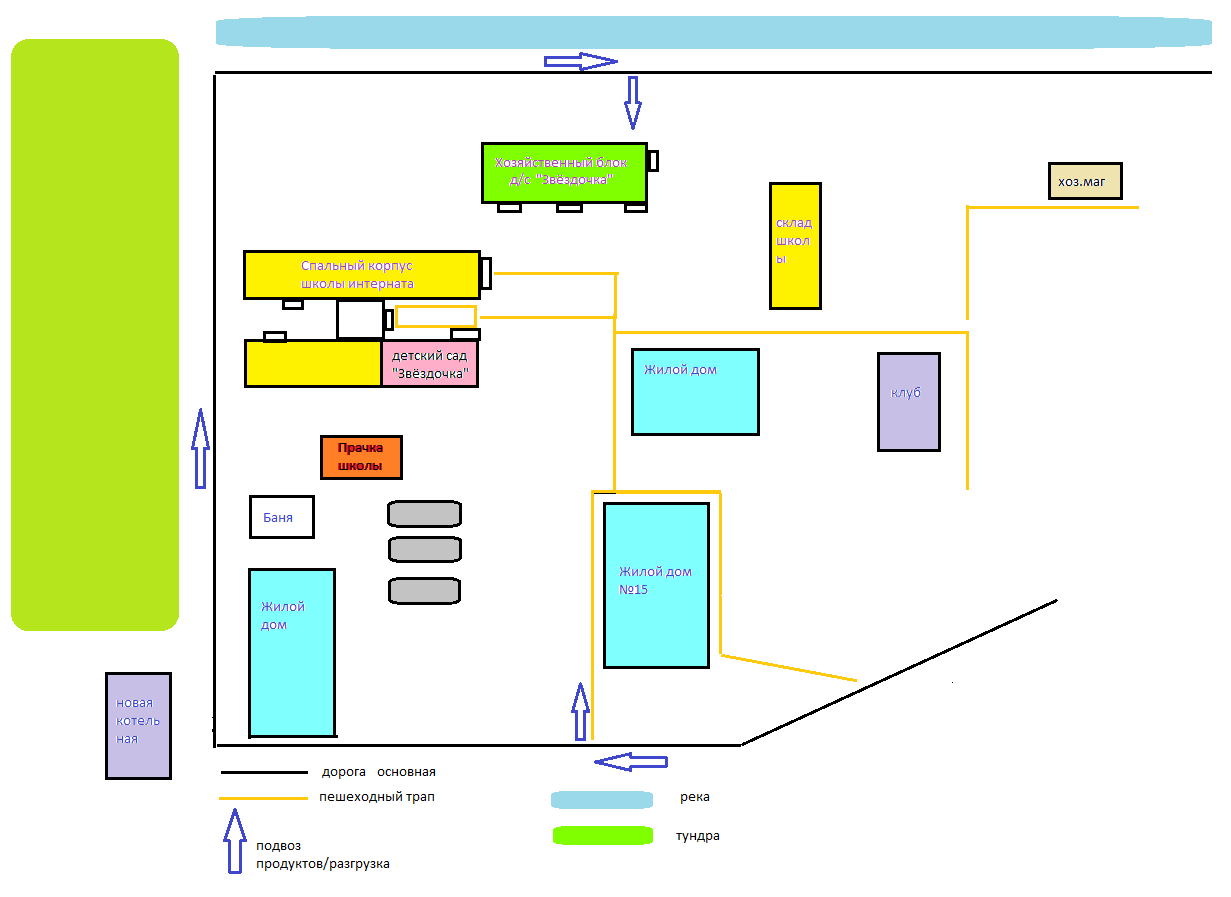 Хозяйственный блок
д/с "Звёздочка"
хоз.маг
склад
школ
ы
Спальный корпус
школы интерната
детский сад
"Звёздочка"
Жилой дом
клуб
Прачка
школы
Баня
Жилой дом
№15
Жилой
дом
новая
котель
ная
дорога основная
пешеходный трап
река
тундра
подвоз
продуктов/разгрузка